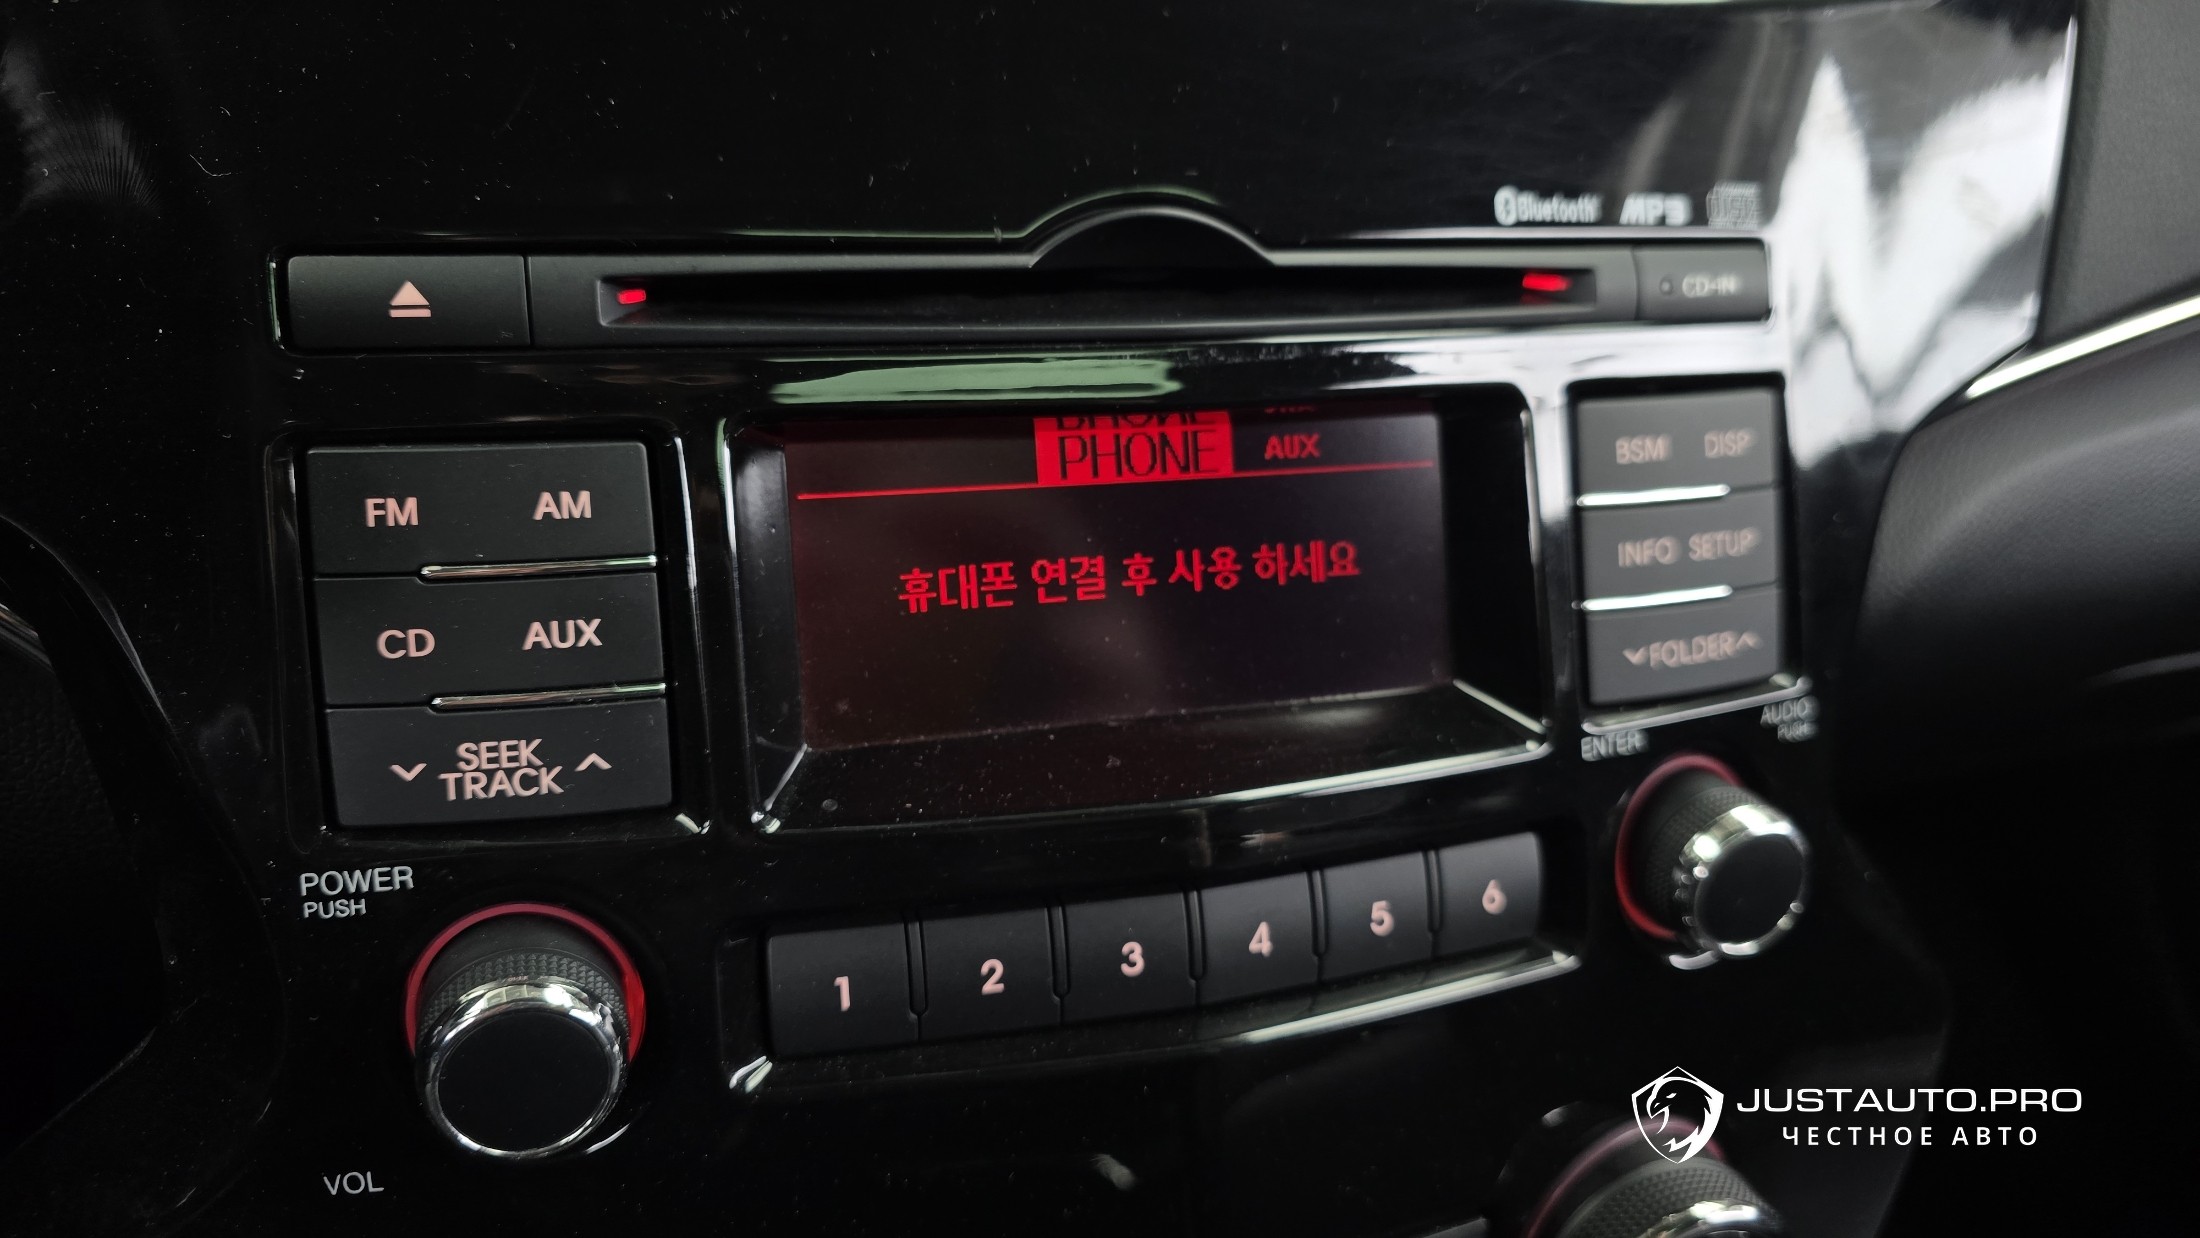 Bluetooth MP3
CD-IN
PHONE AUX
휴대폰 연결 후 사용 하세요
FM AM
CD AUX
SEEK
TRACK
BSM DISP
INFO SETUP
FOLDER
AUDIO
PUSH
ENTER
POWER
PUSH
VOL
1 2 3 4 5 6
JUSTAUTO.PRO
ЧЕСТНОЕ АВТО